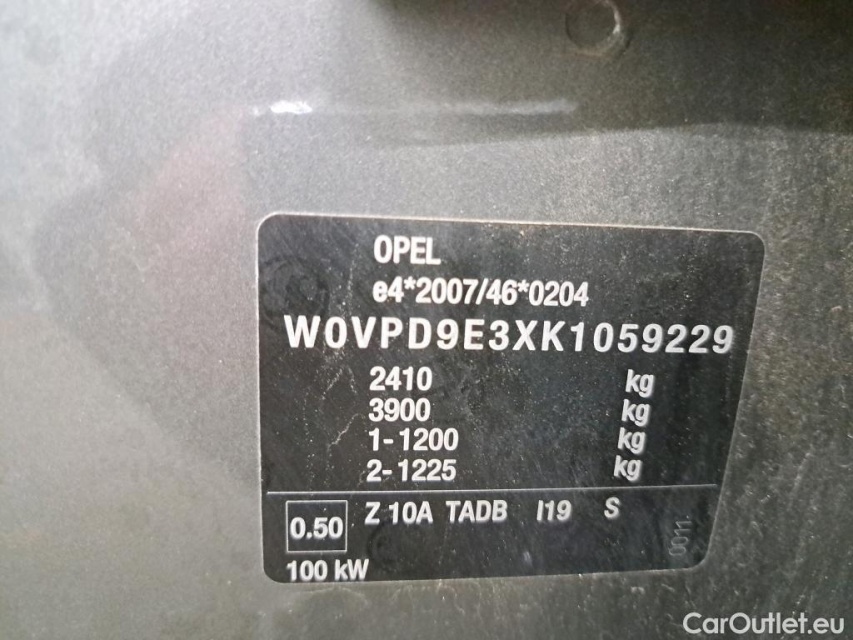 OPEL
e4*2007/46*0204
W0VPD9E3XK1059229
2410 kg
3900 kg
1-1200 kg
2-1225 kg
0.50 Z 10A TADB I19 S
0011
100 kW
CarOutlet.eu